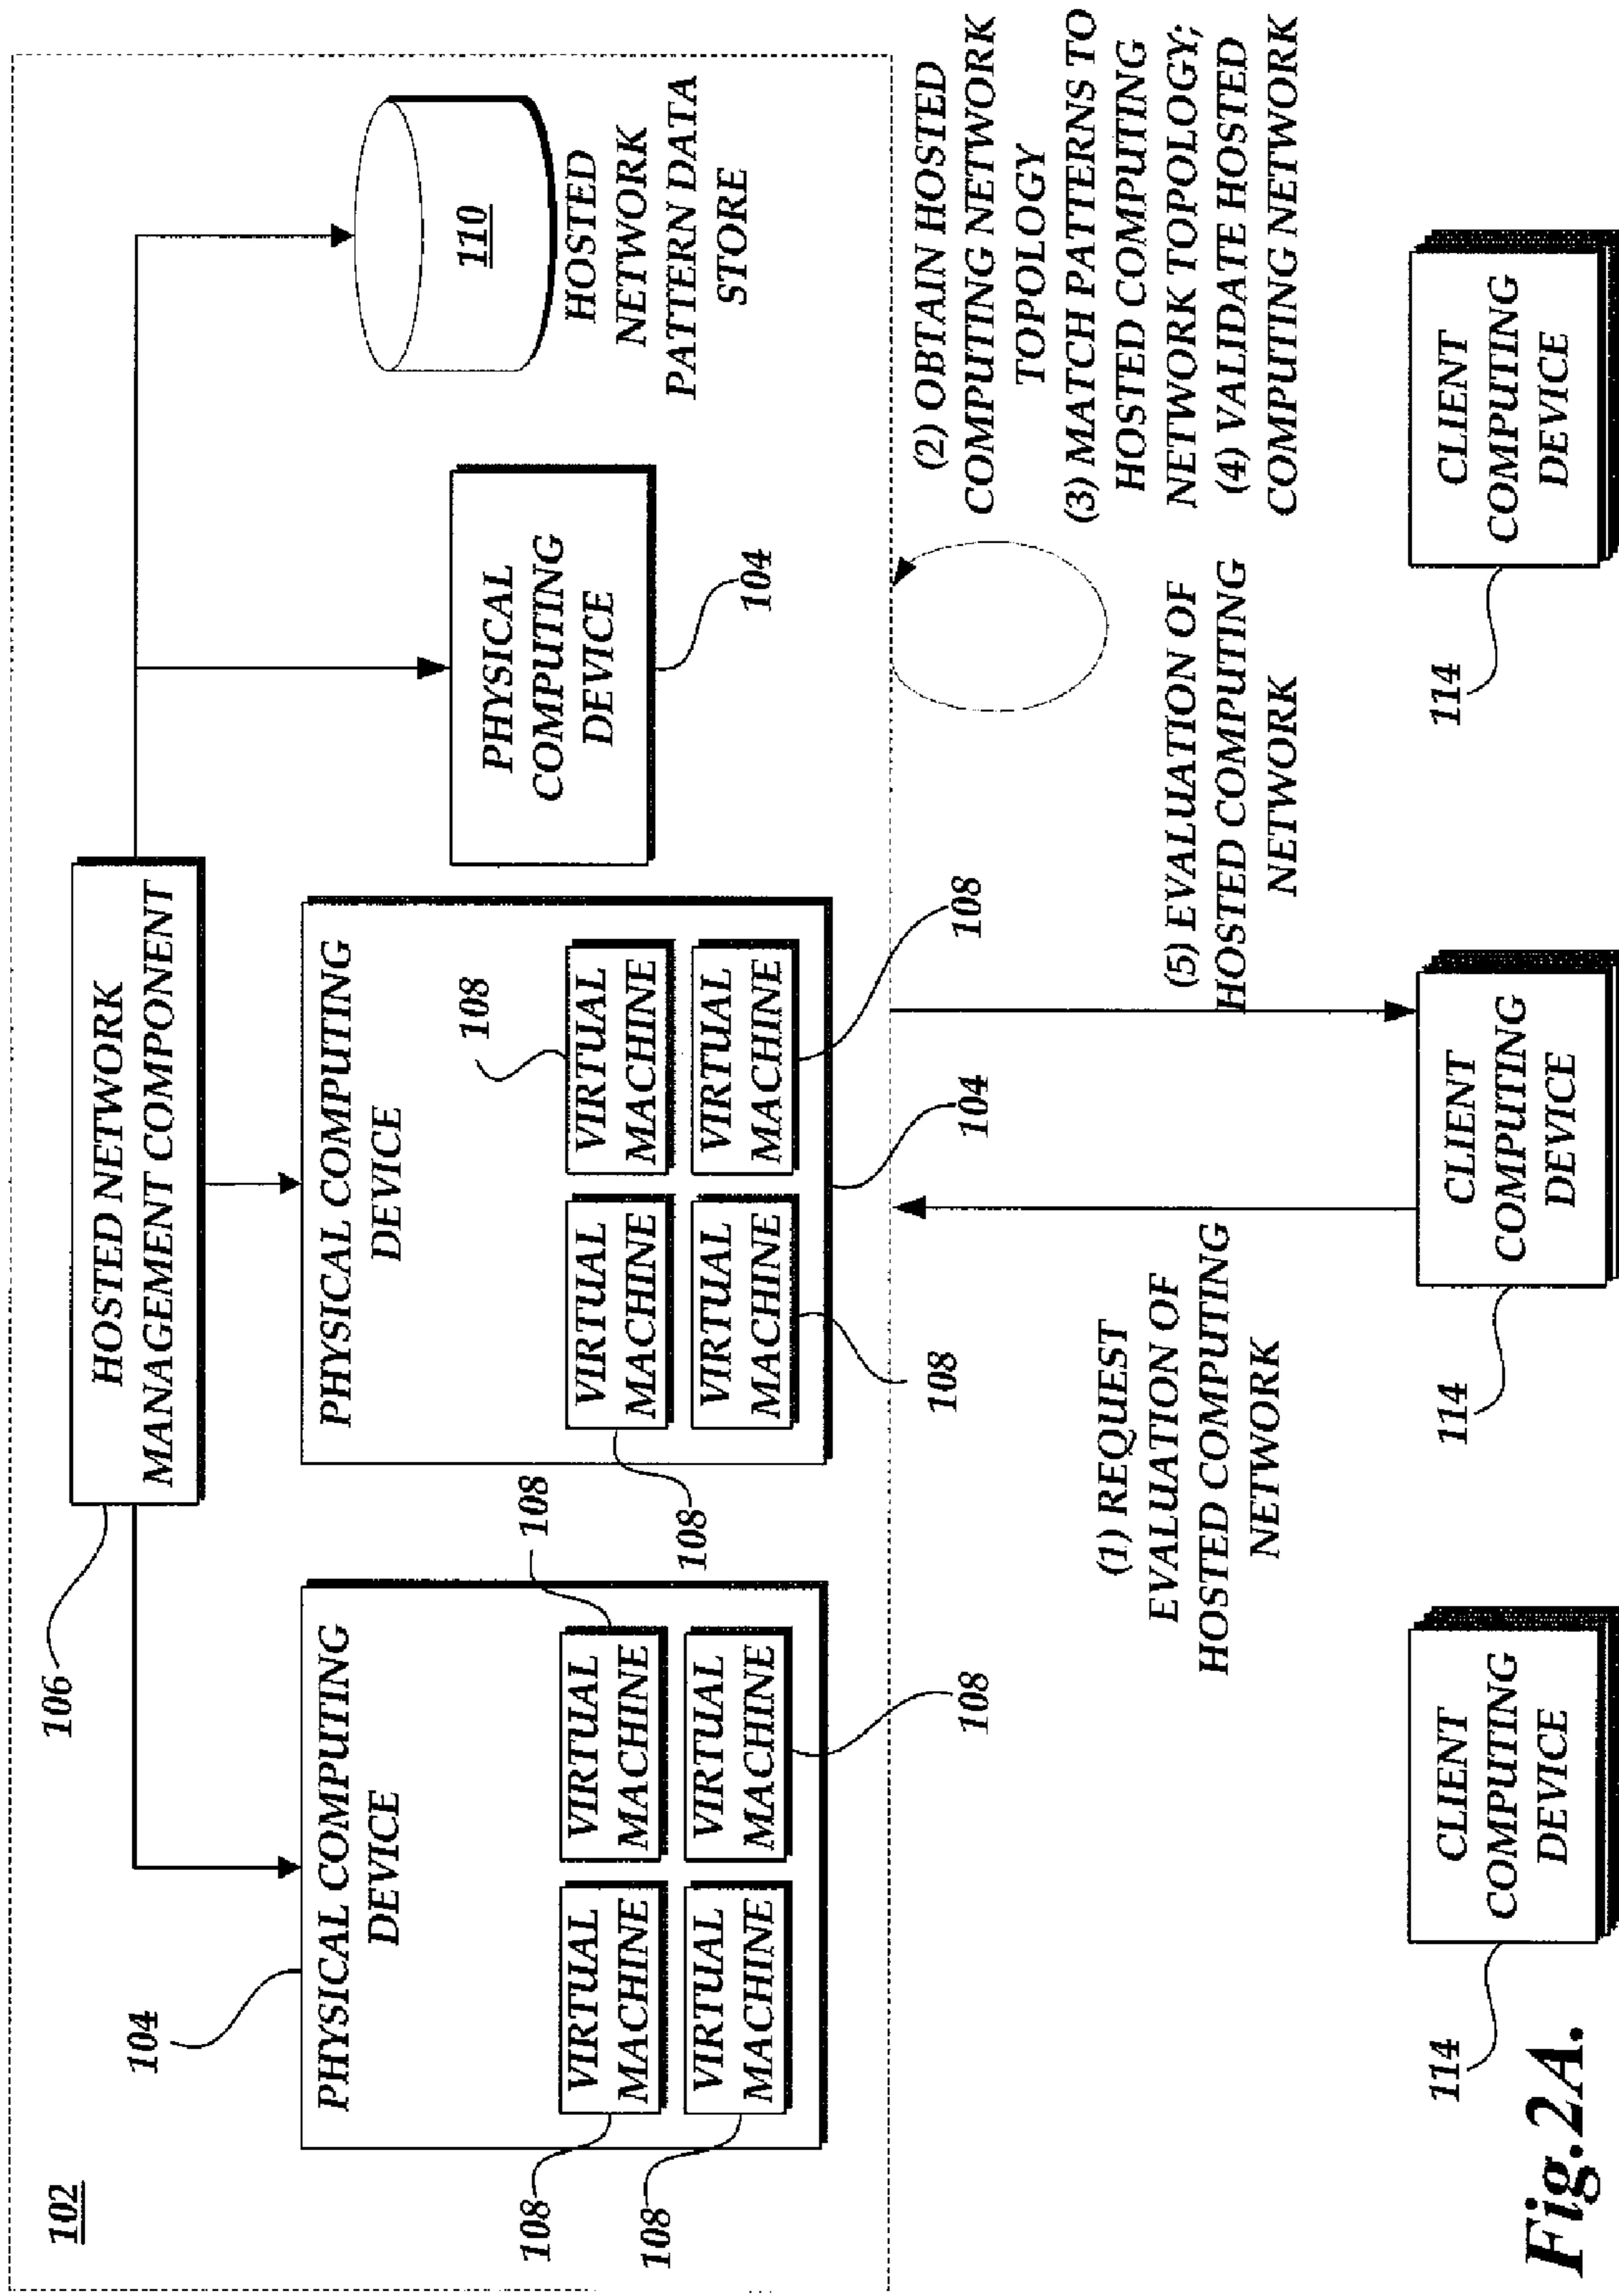 102
106
HOSTED NETWORK
MANAGEMENT COMPONENT
104
PHYSICAL COMPUTING
DEVICE
108
VIRTUAL
MACHINE
VIRTUAL
MACHINE
108
108
VIRTUAL
MACHINE
VIRTUAL
MACHINE
108
PHYSICAL COMPUTING
DEVICE
108
108
VIRTUAL
MACHINE
VIRTUAL
MACHINE
VIRTUAL
MACHINE
VIRTUAL
MACHINE
108
108
104
PHYSICAL
COMPUTING
DEVICE
104
110
HOSTED
NETWORK
PATTERN DATA
STORE
(1) REQUEST
EVALUATION OF
HOSTED COMPUTING
NETWORK
(5) EVALUATION OF
HOSTED COMPUTING
NETWORK
(2) OBTAIN HOSTED
COMPUTING NETWORK
TOPOLOGY
(3) MATCH PATTERNS TO
HOSTED COMPUTING
NETWORK TOPOLOGY;
(4) VALIDATE HOSTED
COMPUTING NETWORK
114
CLIENT
COMPUTING
DEVICE
114
CLIENT
COMPUTING
DEVICE
114
CLIENT
COMPUTING
DEVICE
Fig.2A.